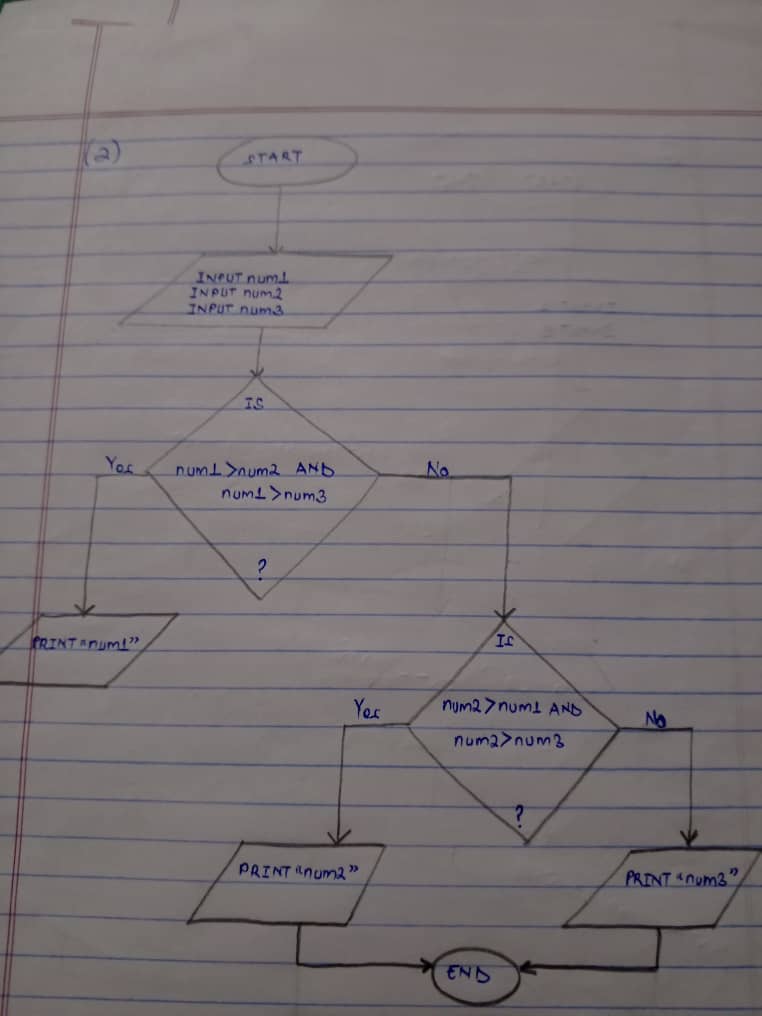 (2)
START
INPUT num1
INPUT num2
INPUT num3
IS
Yes
num1 > num2 AND
No
num1 > num3
?
PRINT "num1"
Is
Yes
num2 > num1 AND
No
num2 > num3
?
PRINT "num2"
PRINT "num3"
END